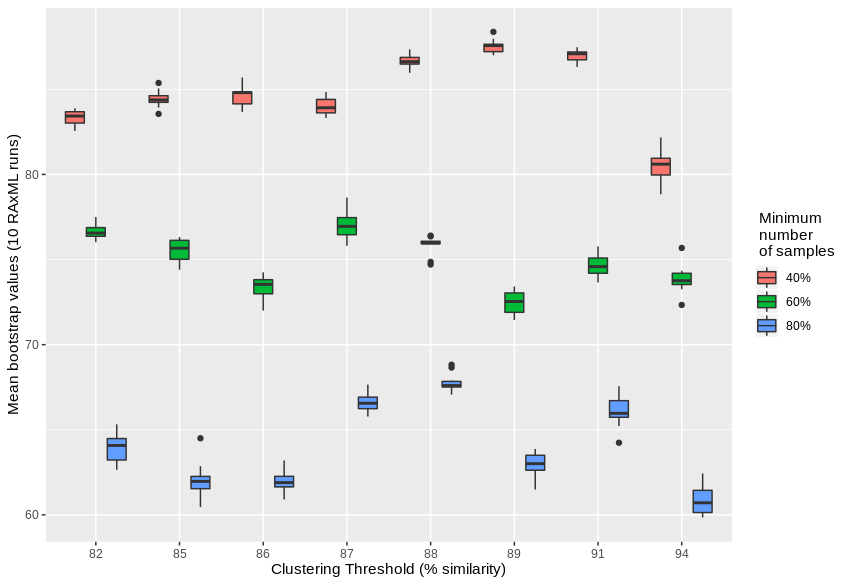 Mean bootstrap values (10 RAxML runs)
80
70
60
82 85 86 87 88 89 91 94
Clustering Threshold (% similarity)
Minimum
number
of samples
40%
60%
80%